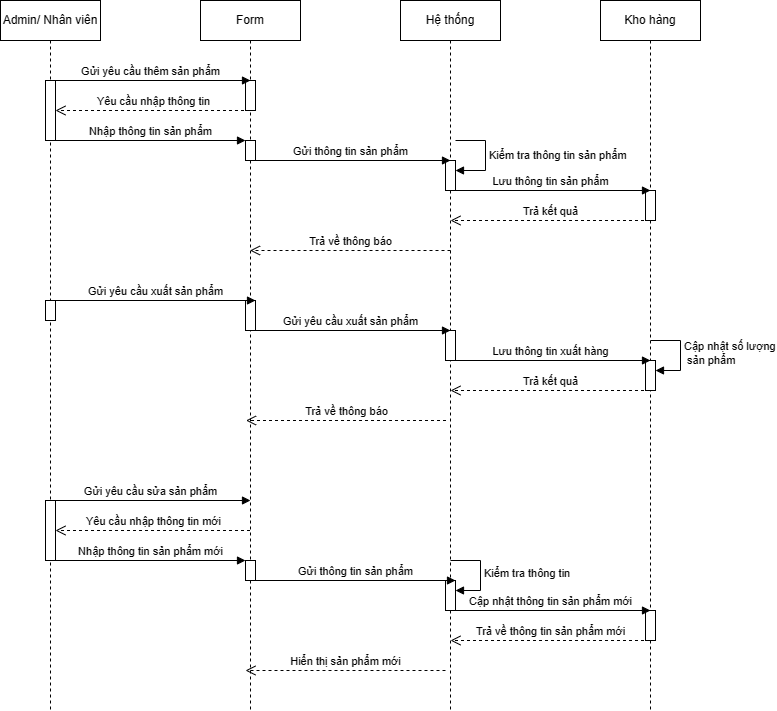 Admin/ Nhân viên
Form
Hệ thống
Kho hàng
Gửi yêu cầu thêm sản phẩm
Yêu cầu nhập thông tin
Nhập thông tin sản phẩm
Gửi thông tin sản phẩm
Kiểm tra thông tin sản phẩm
Lưu thông tin sản phẩm
Trả kết quả
Trả về thông báo
Gửi yêu cầu xuất sản phẩm
Gửi yêu cầu xuất sản phẩm
Lưu thông tin xuất hàng
Cập nhật số lượng
sản phẩm
Trả kết quả
Trả về thông báo
Gửi yêu cầu sửa sản phẩm
Yêu cầu nhập thông tin mới
Nhập thông tin sản phẩm mới
Gửi thông tin sản phẩm
Kiểm tra thông tin
Cập nhật thông tin sản phẩm mới
Trả về thông tin sản phẩm mới
Hiển thị sản phẩm mới